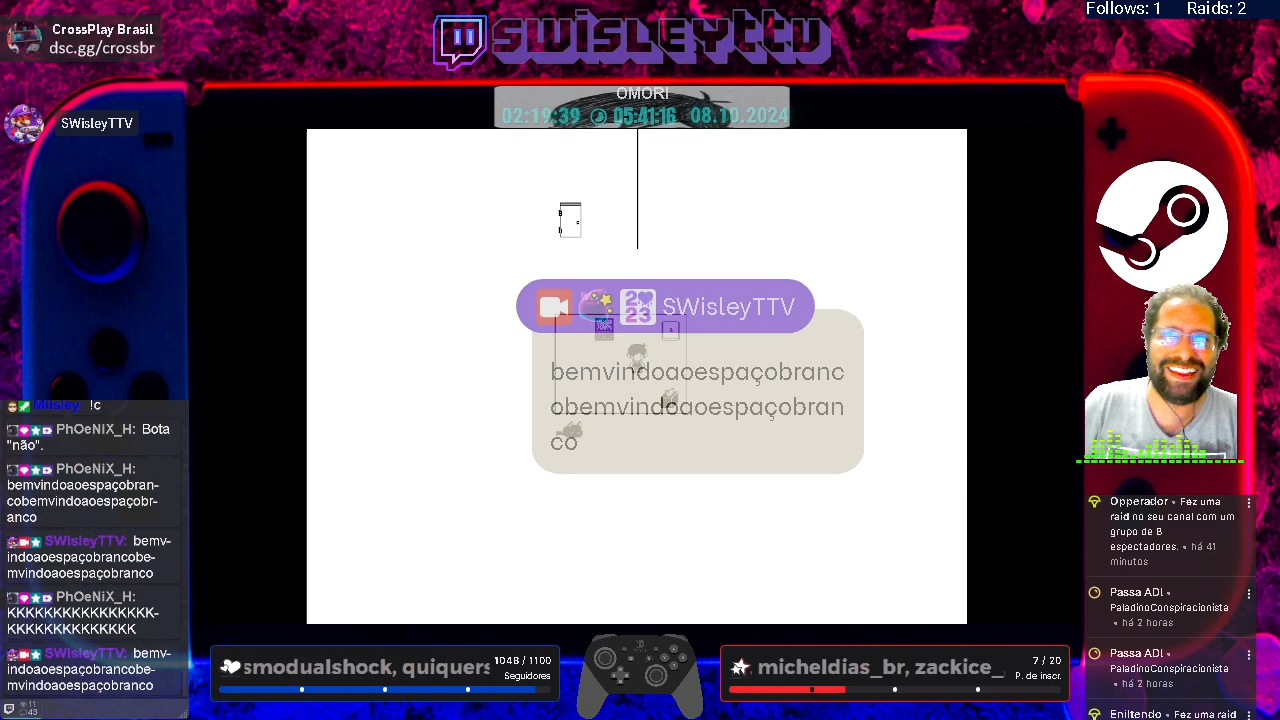 CrossPlay Brasil
dsc.gg/crossbr
SWISLEYttv
Follows: 1 Raids: 2
SWisleyTTV
OMORI
02:19:39 05:41:16 08.10.2024
SWisleyTTV
bemvindoaoespaçobranc
obemvindoaoespaçobran
co
Miisley !c
PhOeNiX_H: Bota
"não".
PhOeNiX_H:
bemvindoaoespaçobran-
cobemvindoaoespaçobr-
anco
SWisleyTTV: bemv-
indoaoespaçobrancobe-
mvindoaoespaçobranco
PhOeNiX_H:
KKKKKKKKKKKKKKKK-
KKKKKKKKKKKKKK
SWisleyTTV: bemv-
indoaoespaçobrancobe-
mvindoaoespaçobranco
11
43
smodualshock, quiquers
1048 / 1100
Seguidores
micheldias_br, zackice_
7 / 20
P. de inscr.
Opperador • Fez uma
raid no seu canal com um
grupo de 8
espectadores. • há 41
minutos
Passa ADI •
PaladinoConspiracionista
• há 2 horas
Passa ADI •
PaladinoConspiracionista
• há 2 horas
Eniltendo • Fez uma raid